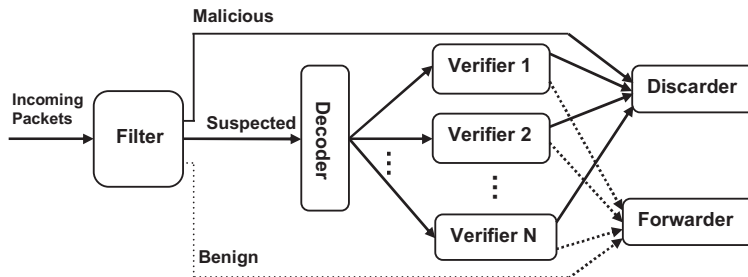 Malicious
Incoming
Packets
Filter
Suspected
Decoder
Verifier 1
Verifier 2
Verifier N
Discarder
Forwarder
Benign